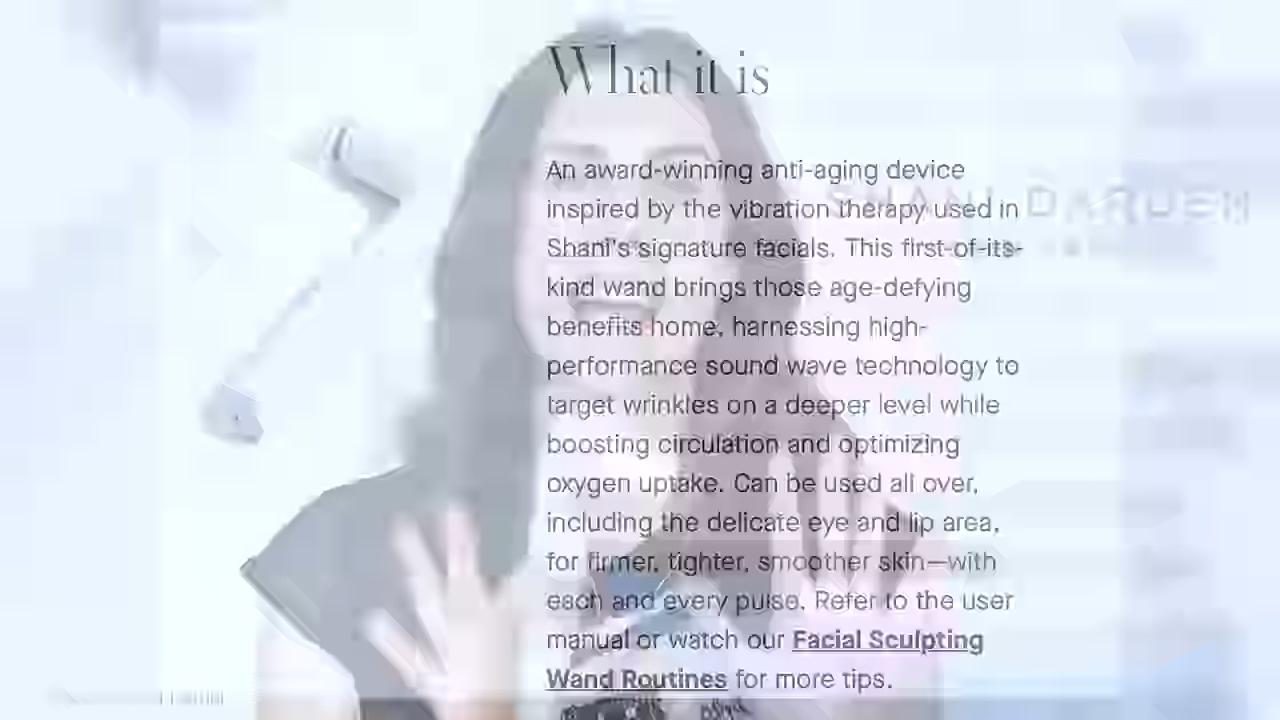 What it is
An award-winning anti-aging device
inspired by the vibration therapy used in
Shani's signature facials. This first-of-its-
kind wand brings those age-defying
benefits home, harnessing high-
performance sound wave technology to
target wrinkles on a deeper level while
boosting circulation and optimizing
oxygen uptake. Can be used all over,
including the delicate eye and lip area,
for firmer, tighter, smoother skin—with
each and every pulse. Refer to the user
manual or watch our Facial Sculpting
Wand Routines for more tips.
SHANI DARDEN